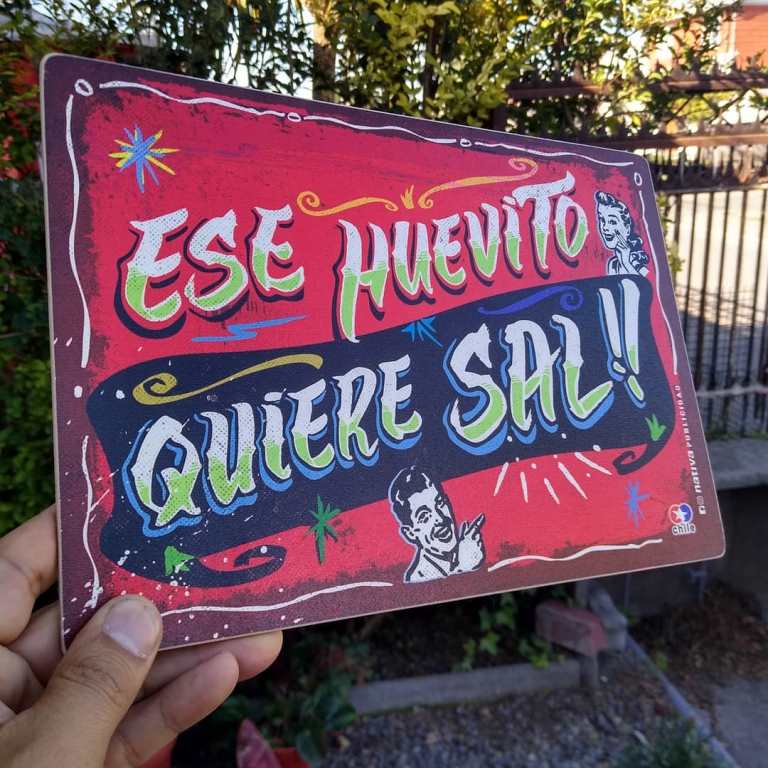 ESE HUEVITO
QUIERE SAL!!
nativa PUBLICIDAD
chile